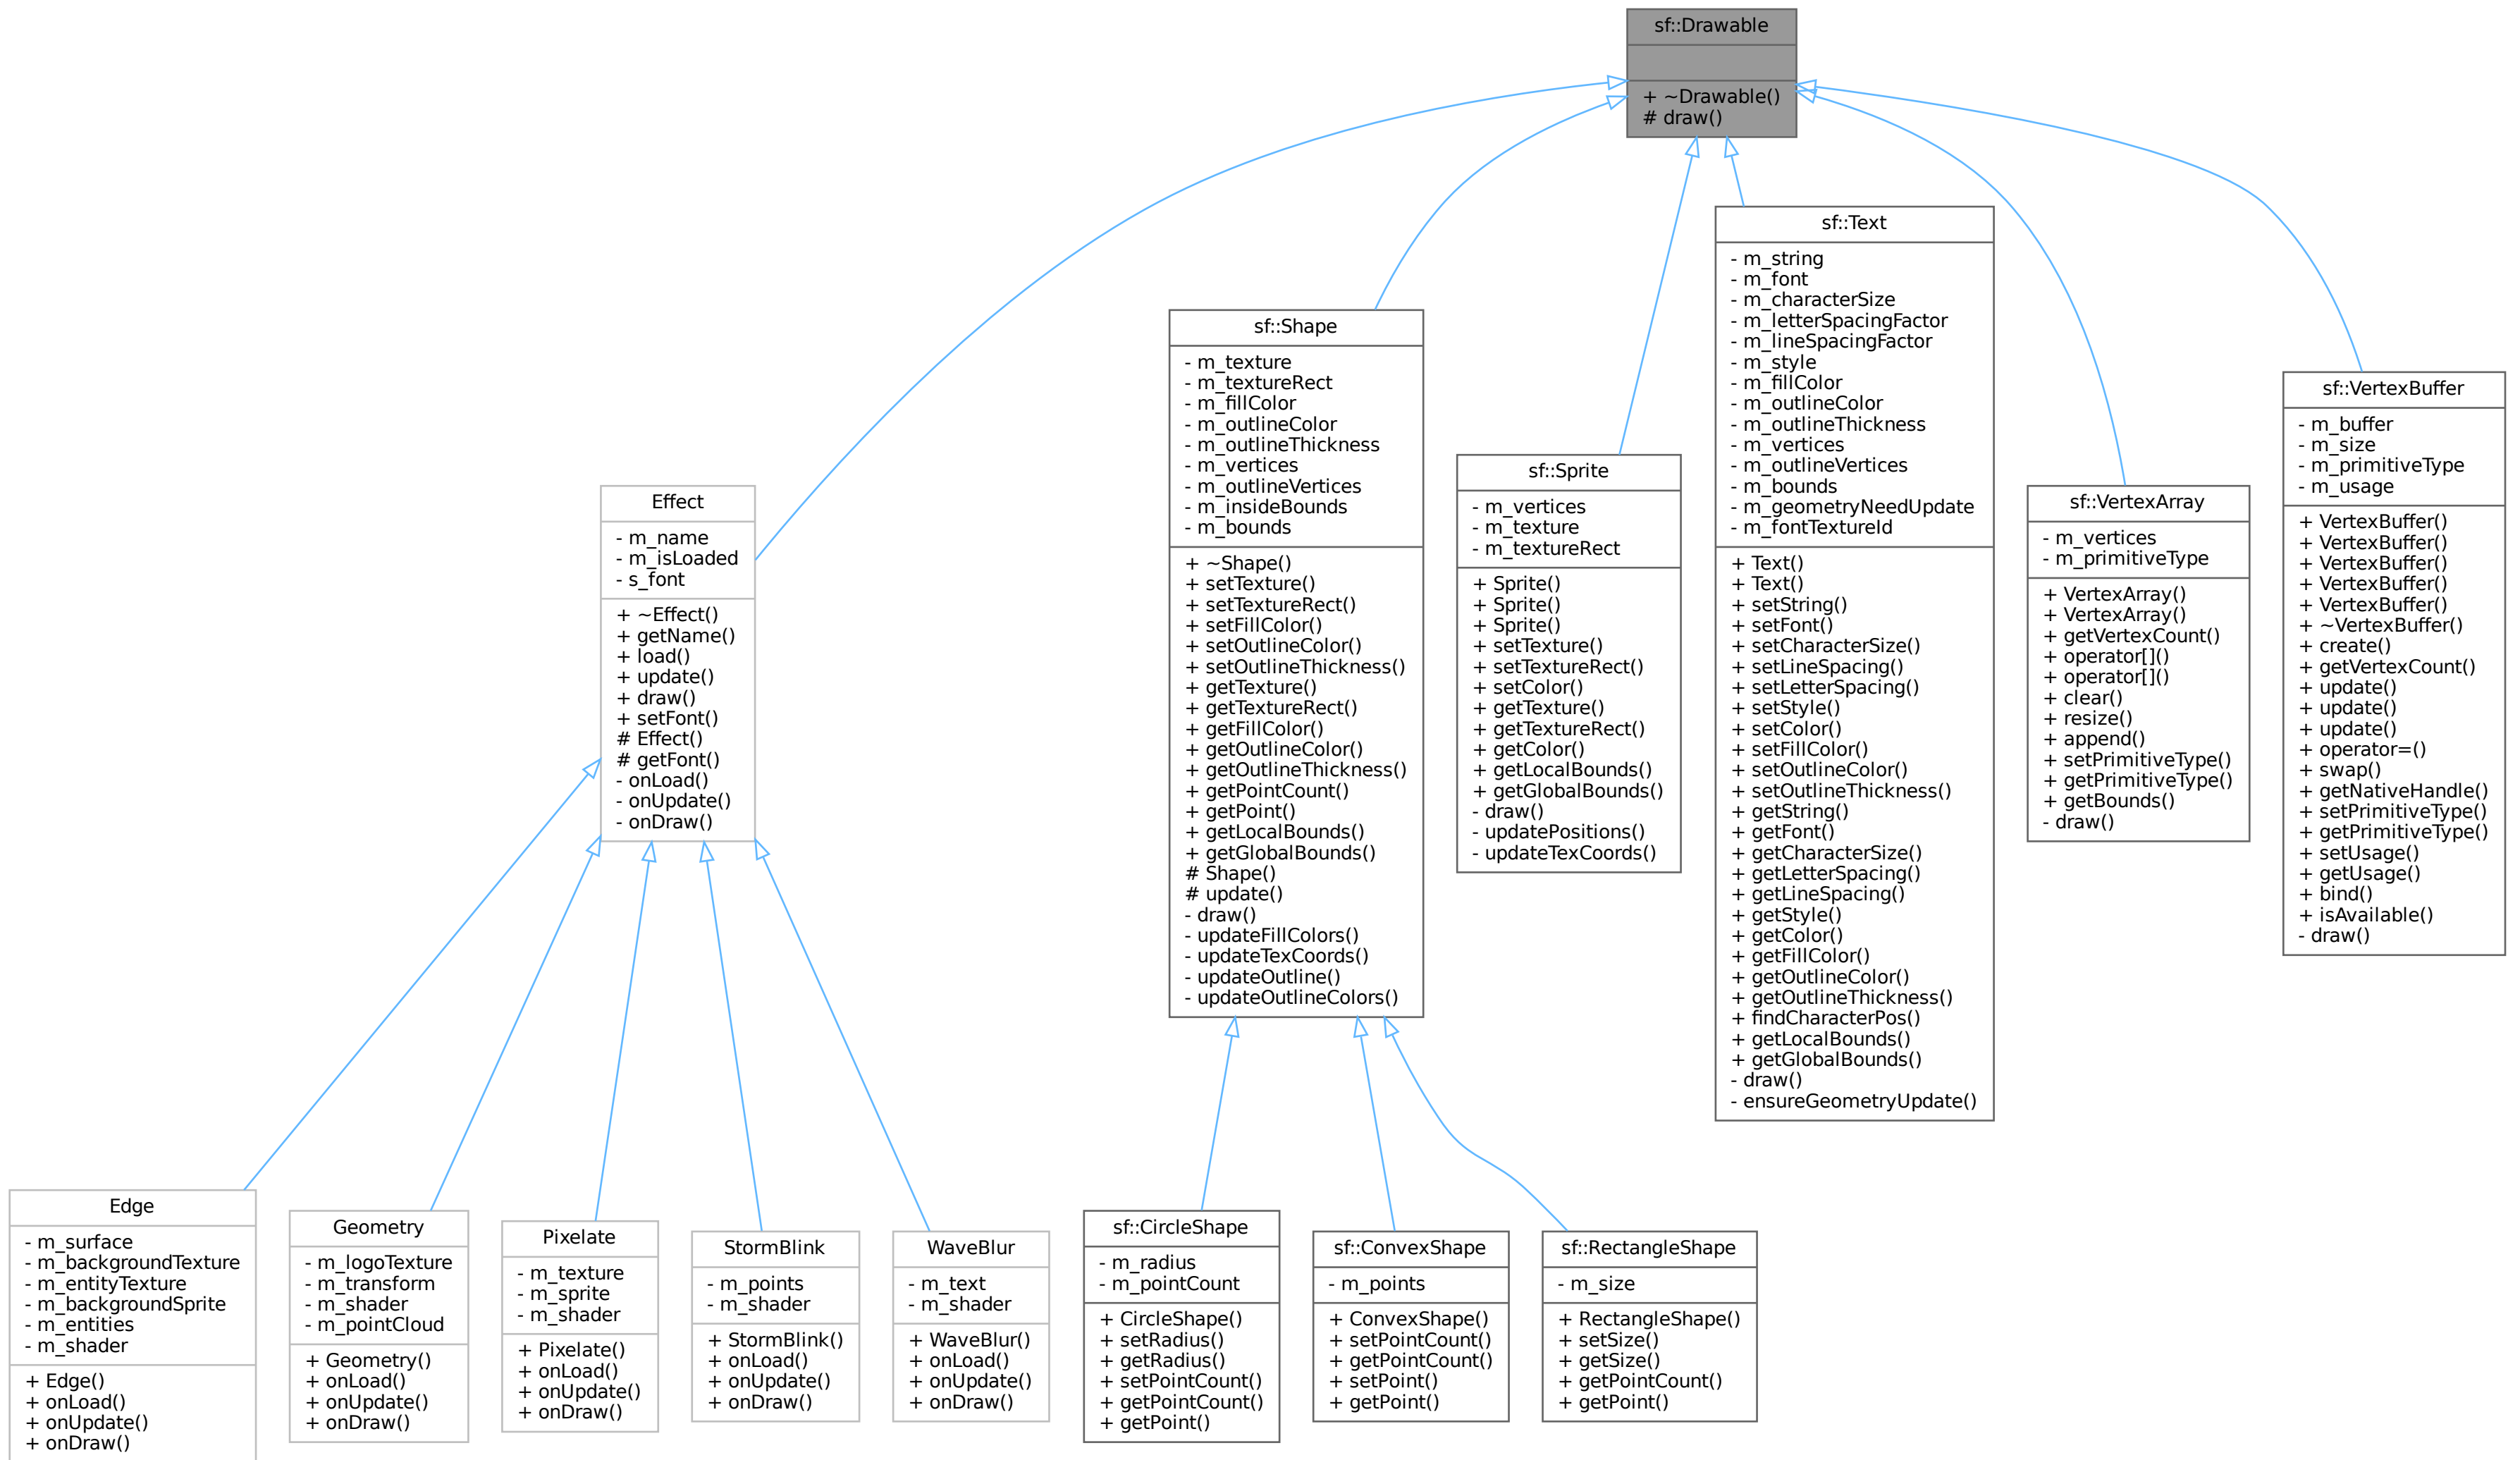 sf::Drawable
+ ~Drawable()
# draw()
sf::Text
- m_string
- m_font
- m_characterSize
- m_letterSpacingFactor
- m_lineSpacingFactor
- m_style
- m_fillColor
- m_outlineColor
- m_outlineThickness
- m_vertices
- m_outlineVertices
- m_bounds
- m_geometryNeedUpdate
- m_fontTextureId
+ Text()
+ Text()
+ setString()
+ setFont()
+ setCharacterSize()
+ setLineSpacing()
+ setLetterSpacing()
+ setStyle()
+ setColor()
+ setFillColor()
+ setOutlineColor()
+ setOutlineThickness()
+ getString()
+ getFont()
+ getCharacterSize()
+ getLetterSpacing()
+ getLineSpacing()
+ getStyle()
+ getColor()
+ getFillColor()
+ getOutlineColor()
+ getOutlineThickness()
+ findCharacterPos()
+ getLocalBounds()
+ getGlobalBounds()
- draw()
- ensureGeometryUpdate()
sf::Shape
- m_texture
- m_textureRect
- m_fillColor
- m_outlineColor
- m_outlineThickness
- m_vertices
- m_outlineVertices
- m_insideBounds
- m_bounds
+ ~Shape()
+ setTexture()
+ setTextureRect()
+ setFillColor()
+ setOutlineColor()
+ setOutlineThickness()
+ getTexture()
+ getTextureRect()
+ getFillColor()
+ getOutlineColor()
+ getOutlineThickness()
+ getPointCount()
+ getPoint()
+ getLocalBounds()
+ getGlobalBounds()
# Shape()
# update()
- draw()
- updateFillColors()
- updateTexCoords()
- updateOutline()
- updateOutlineColors()
sf::VertexBuffer
- m_buffer
- m_size
- m_primitiveType
- m_usage
+ VertexBuffer()
+ VertexBuffer()
+ VertexBuffer()
+ VertexBuffer()
+ VertexBuffer()
+ ~VertexBuffer()
+ create()
+ getVertexCount()
+ update()
+ update()
+ update()
+ operator=()
+ swap()
+ getNativeHandle()
+ setPrimitiveType()
+ getPrimitiveType()
+ setUsage()
+ getUsage()
+ bind()
+ isAvailable()
- draw()
sf::Sprite
- m_vertices
- m_texture
- m_textureRect
+ Sprite()
+ Sprite()
+ Sprite()
+ setTexture()
+ setTextureRect()
+ setColor()
+ getTexture()
+ getTextureRect()
+ getColor()
+ getLocalBounds()
+ getGlobalBounds()
- draw()
- updatePositions()
- updateTexCoords()
Effect
- m_name
- m_isLoaded
- s_font
+ ~Effect()
+ getName()
+ load()
+ update()
+ draw()
+ setFont()
# Effect()
# getFont()
- onLoad()
- onUpdate()
- onDraw()
sf::VertexArray
- m_vertices
- m_primitiveType
+ VertexArray()
+ VertexArray()
+ getVertexCount()
+ operator[]()
+ operator[]()
+ clear()
+ resize()
+ append()
+ setPrimitiveType()
+ getPrimitiveType()
+ getBounds()
- draw()
Edge
- m_surface
- m_backgroundTexture
- m_entityTexture
- m_backgroundSprite
- m_entities
- m_shader
+ Edge()
+ onLoad()
+ onUpdate()
+ onDraw()
Geometry
- m_logoTexture
- m_transform
- m_shader
- m_pointCloud
+ Geometry()
+ onLoad()
+ onUpdate()
+ onDraw()
Pixelate
- m_texture
- m_sprite
- m_shader
+ Pixelate()
+ onLoad()
+ onUpdate()
+ onDraw()
StormBlink
- m_points
- m_shader
+ StormBlink()
+ onLoad()
+ onUpdate()
+ onDraw()
WaveBlur
- m_text
- m_shader
+ WaveBlur()
+ onLoad()
+ onUpdate()
+ onDraw()
sf::CircleShape
- m_radius
- m_pointCount
+ CircleShape()
+ setRadius()
+ getRadius()
+ setPointCount()
+ getPointCount()
+ getPoint()
sf::ConvexShape
- m_points
+ ConvexShape()
+ setPointCount()
+ getPointCount()
+ setPoint()
+ getPoint()
sf::RectangleShape
- m_size
+ RectangleShape()
+ setSize()
+ getSize()
+ getPointCount()
+ getPoint()